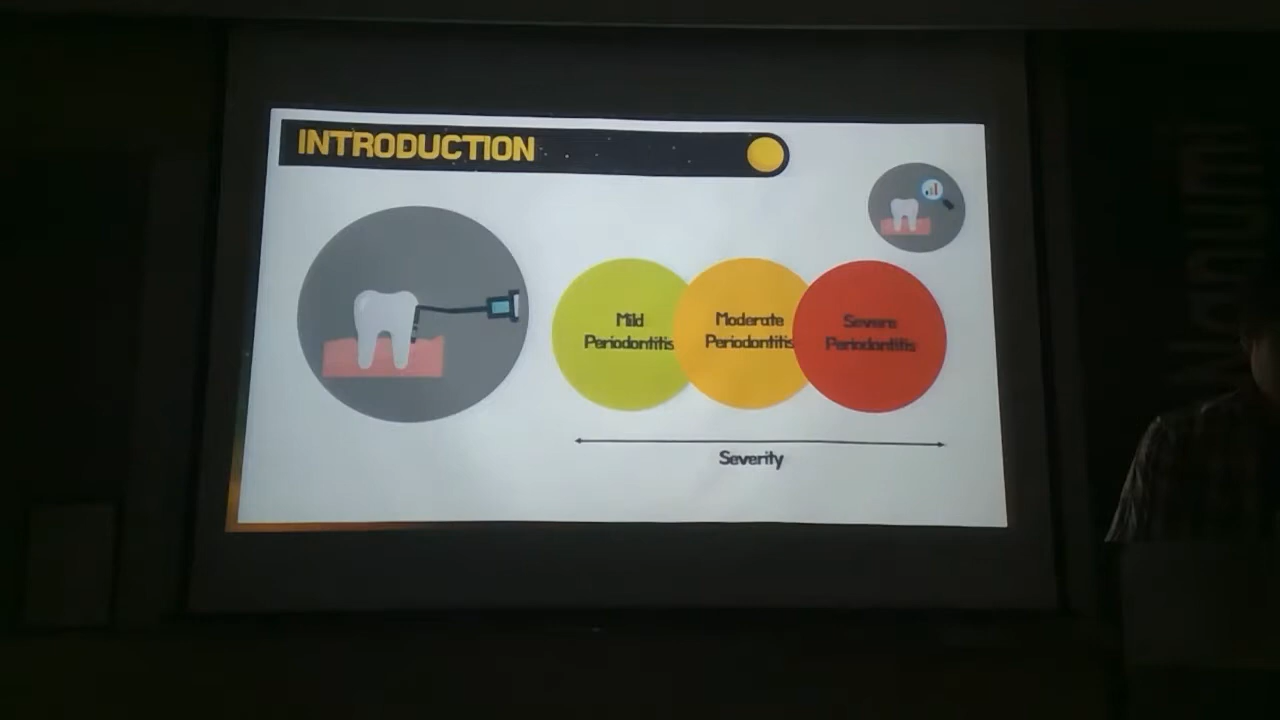 INTRODUCTION
Mild
Periodontitis
Moderate
Periodontitis
Severe
Periodontitis
Severity